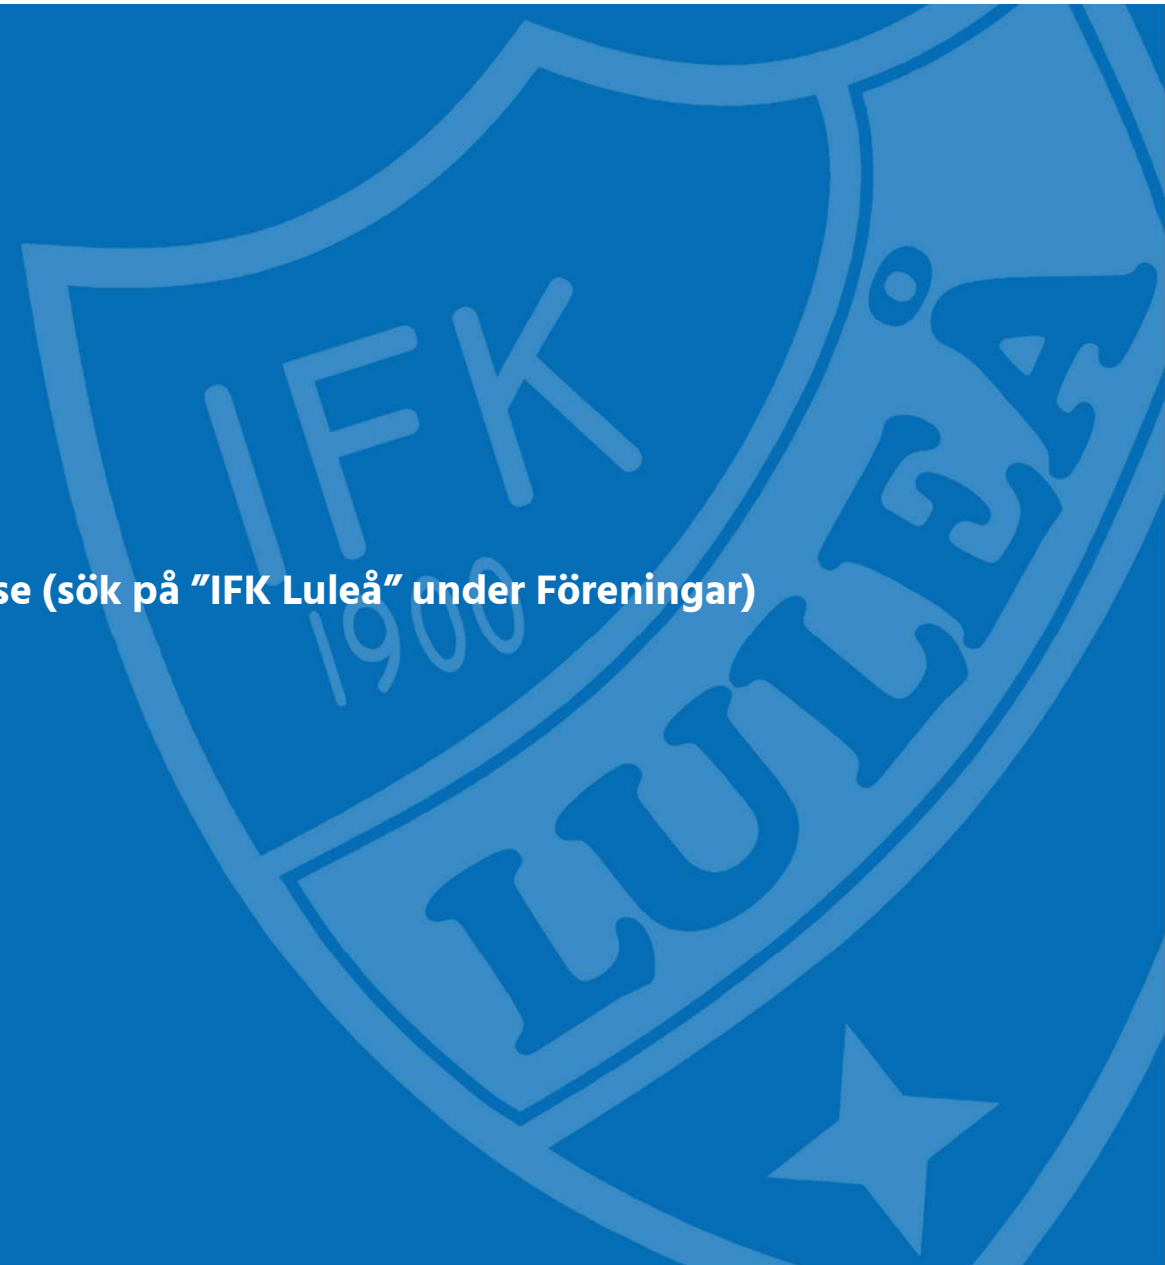 IFK
se (sök på ”IFK Luleå” under Föreningar)
1900
LULEÅ